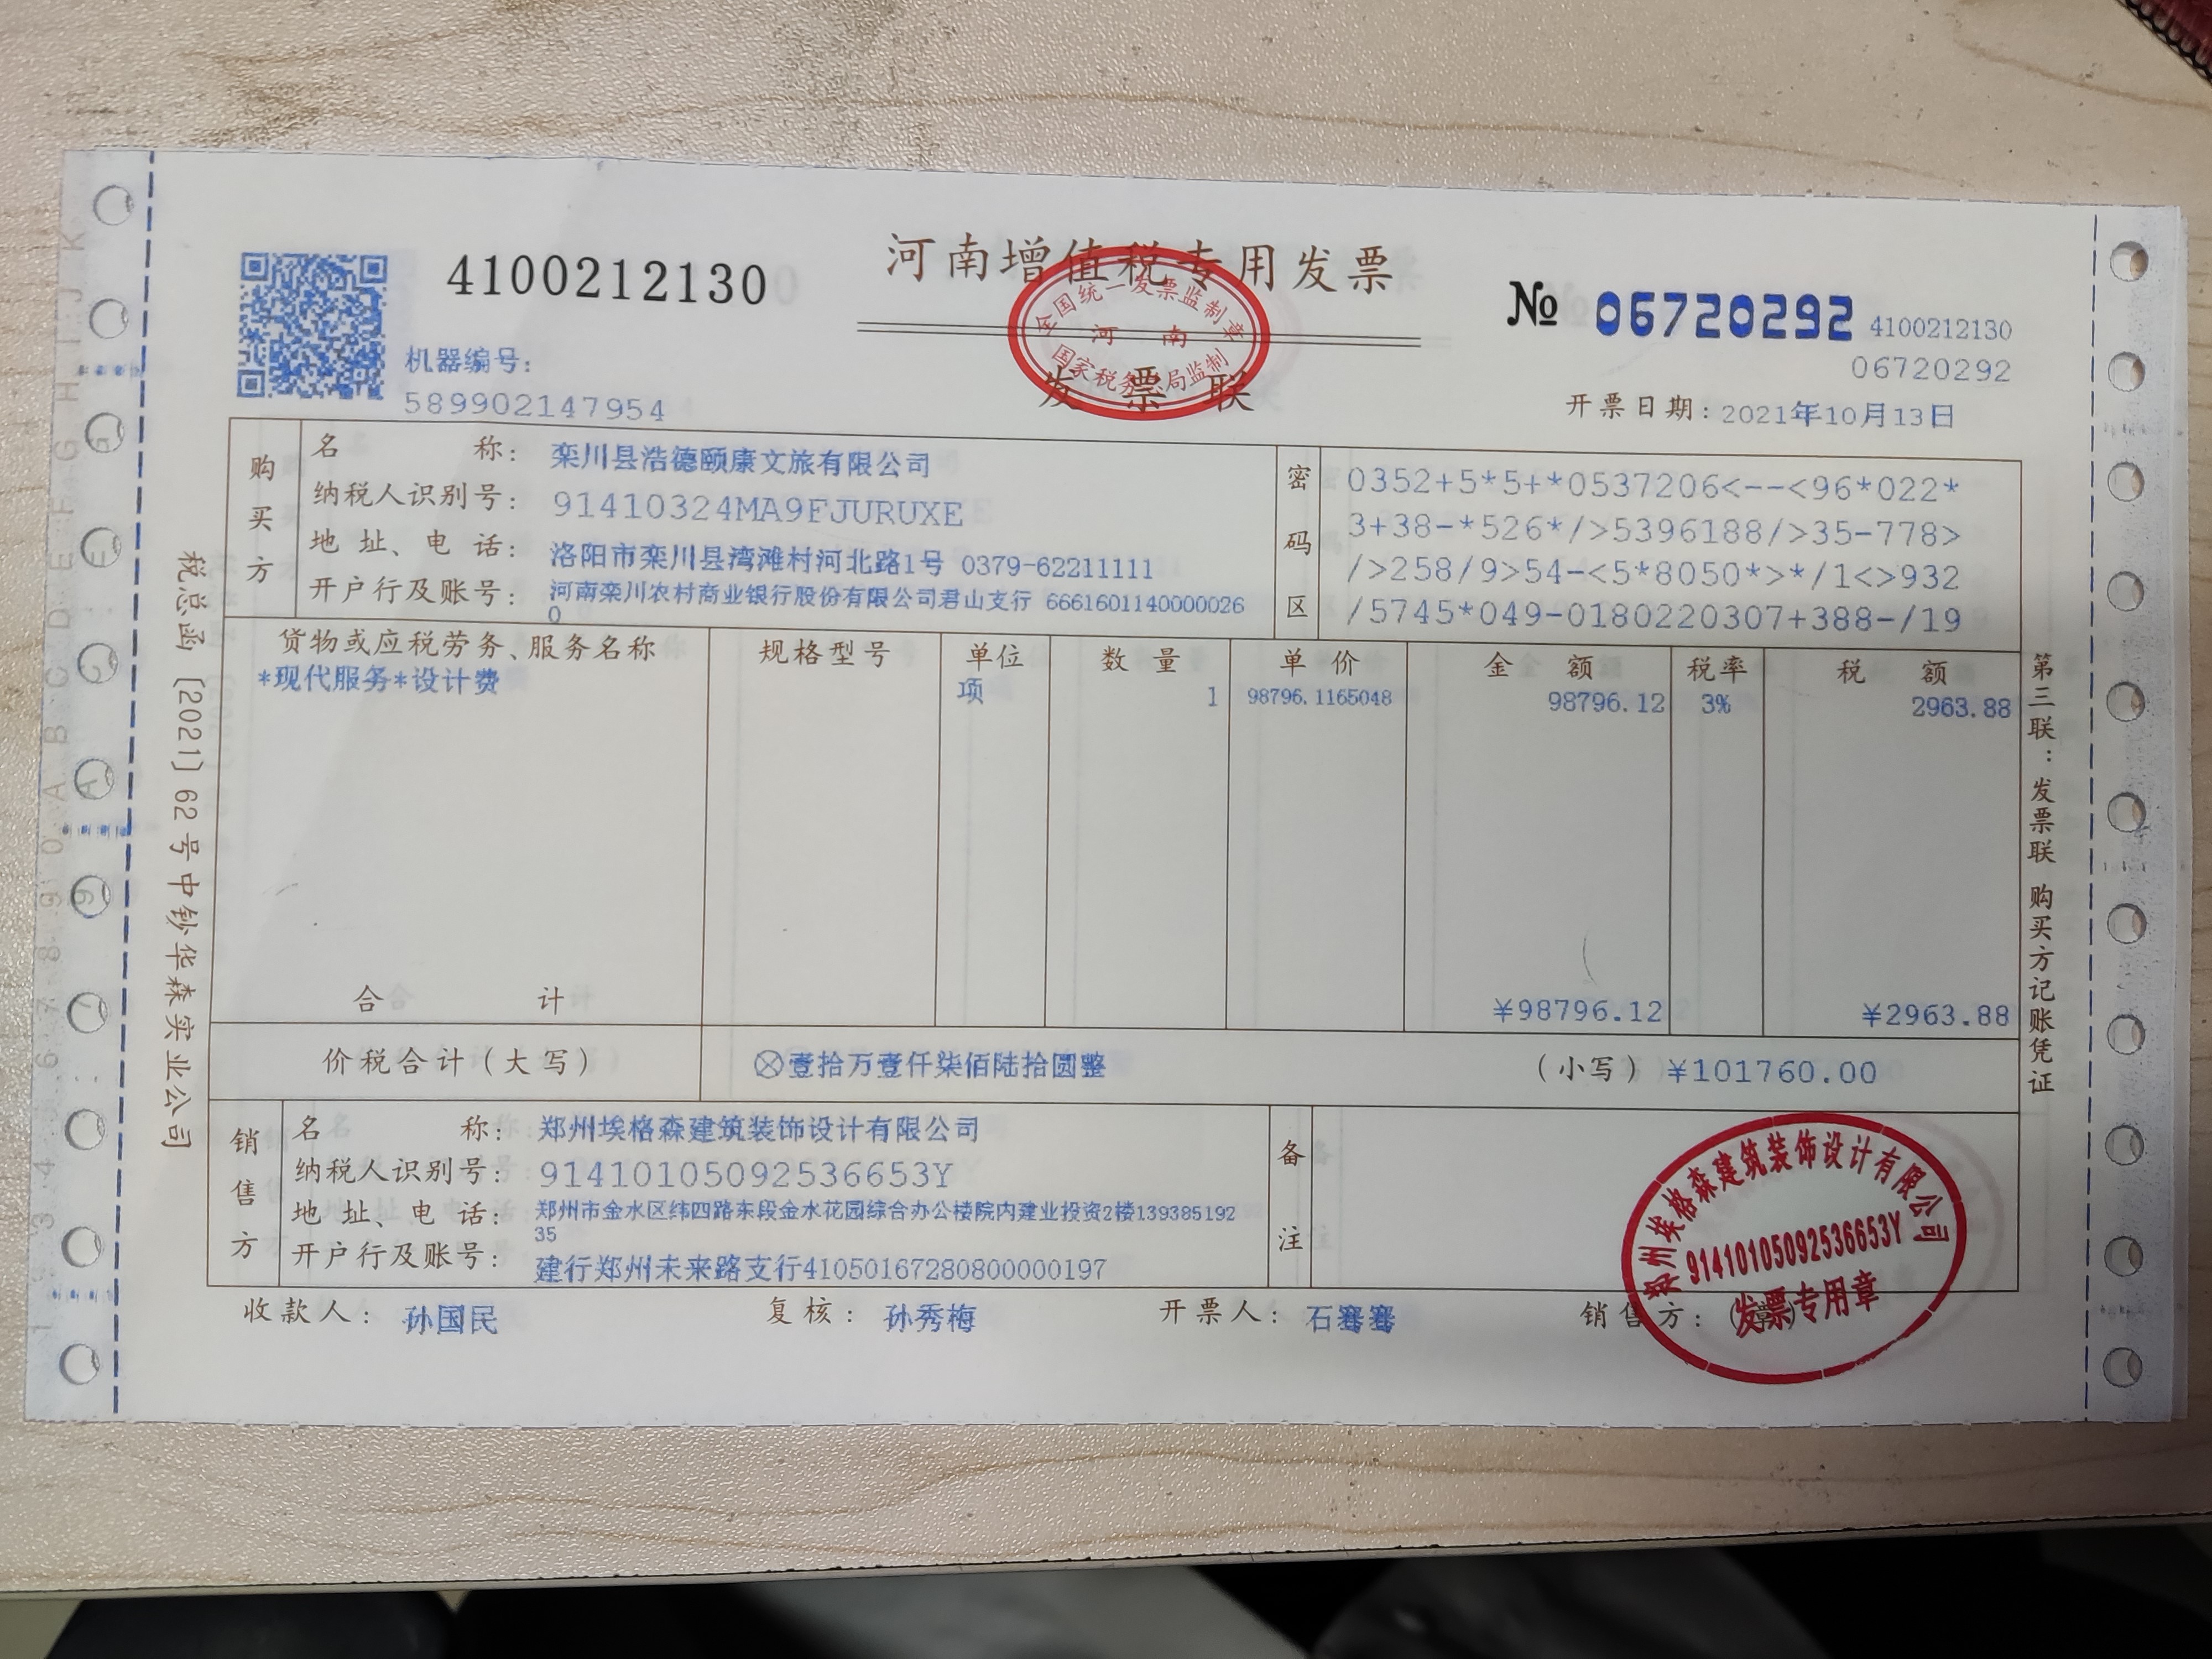 河南增值税专用发票
4100212130
№ 06720292 4100212130
06720292
全国统一发票监制章
河 南
国家税务总局监制
发票联
机器编号:
589902147954
开票日期: 2021年10月13日
购买方
名 称: 栾川县浩德颐康文旅有限公司
纳税人识别号: 91410324MA9FJURUXE
地址、电话: 洛阳市栾川县湾滩村河北路1号 0379-62211111
开户行及账号: 河南栾川农村商业银行股份有限公司君山支行 6661601140000026
0
密码区
0352+5*5+*0537206<--<96*022*
3+38-*526*/>5396188/>35-778>
/>258/9>54-<5*8050*>*/1<>932
/5745*049-0180220307+388-/19
货物或应税劳务、服务名称 规格型号 单位 数量 单价 金额 税率 税额
*现代服务*设计费 项 1 98796.1165048 98796.12 3% 2963.88
合计 ¥98796.12 ¥2963.88
价税合计(大写) ⊗壹拾万壹仟柒佰陆拾圆整 (小写) ¥101760.00
销售方
名 称: 郑州埃格森建筑装饰设计有限公司
纳税人识别号: 91410105092536653Y
地址、电话: 郑州市金水区纬四路东段金水花园综合办公楼院内建业投资2楼139385192
35
开户行及账号: 建行郑州未来路支行41050167280800000197
备注
郑州埃格森建筑装饰设计有限公司
91410105092536653Y
发票专用章
收款人: 孙国民 复核: 孙秀梅 开票人: 石骞骞 销售方: (章)
税总函〔2021〕62号中钞华森实业公司
第三联:发票联 购买方记账凭证